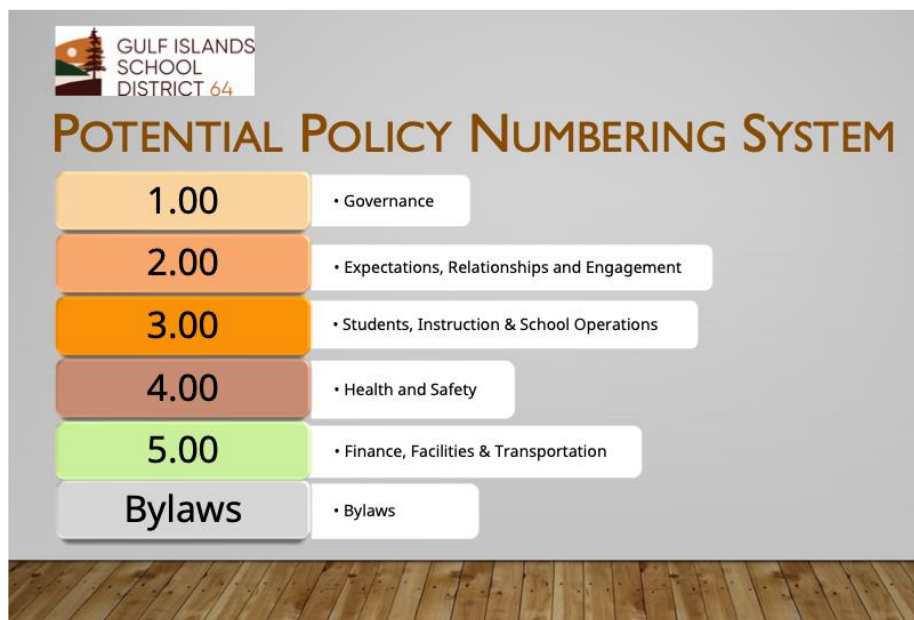 GULF ISLANDS
SCHOOL
DISTRICT 64
POTENTIAL POLICY NUMBERING SYSTEM
1.00
• Governance
2.00
• Expectations, Relationships and Engagement
3.00
• Students, Instruction & School Operations
4.00
• Health and Safety
5.00
• Finance, Facilities & Transportation
Bylaws
• Bylaws